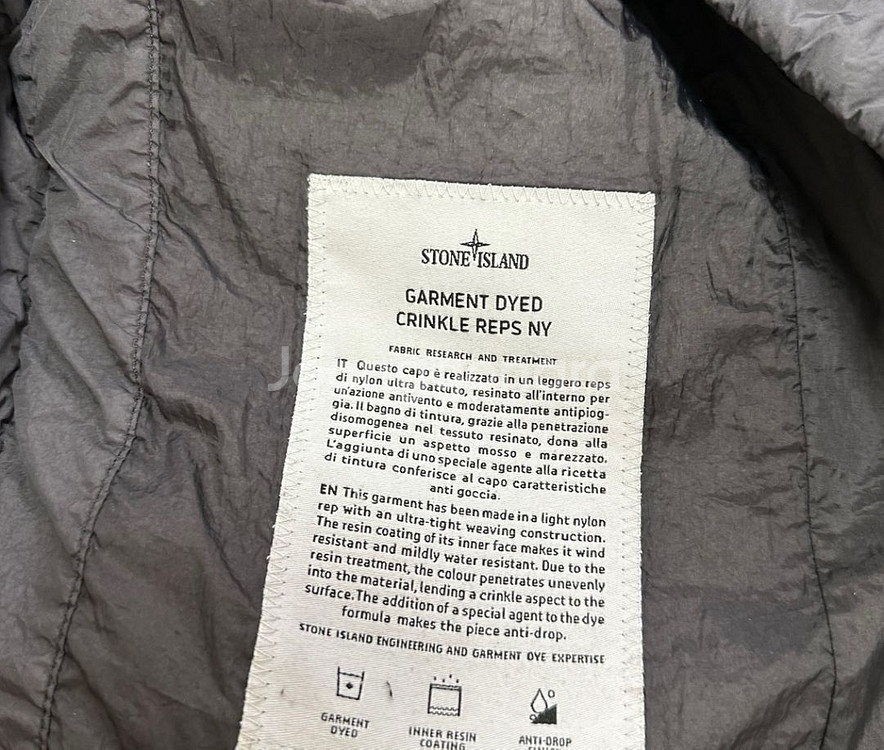 STONE ISLAND
GARMENT DYED
CRINKLE REPS NY
FABRIC RESEARCH AND TREATMENT
IT Questo capo è realizzato in un leggero reps
di nylon ultra battuto, resinato all'interno per
un'azione antivento e moderatamente antipiog-
gia. Il bagno di tintura, grazie alla penetrazione
disomogenea nel tessuto resinato, dona alla
superficie un aspetto mosso e marezzato.
L'aggiunta di uno speciale agente alla ricetta
di tintura conferisce al capo caratteristiche
anti goccia.
EN This garment has been made in a light nylon
rep with an ultra-tight weaving construction.
The resin coating of its inner face makes it wind
resistant and mildly water resistant. Due to the
resin treatment, the colour penetrates unevenly
into the material, lending a crinkle aspect to the
surface. The addition of a special agent to the dye
formula makes the piece anti-drop.
STONE ISLAND ENGINEERING AND GARMENT DYE EXPERTISE
GARMENT
DYED
INNER RESIN
COATING
ANTI-DROP